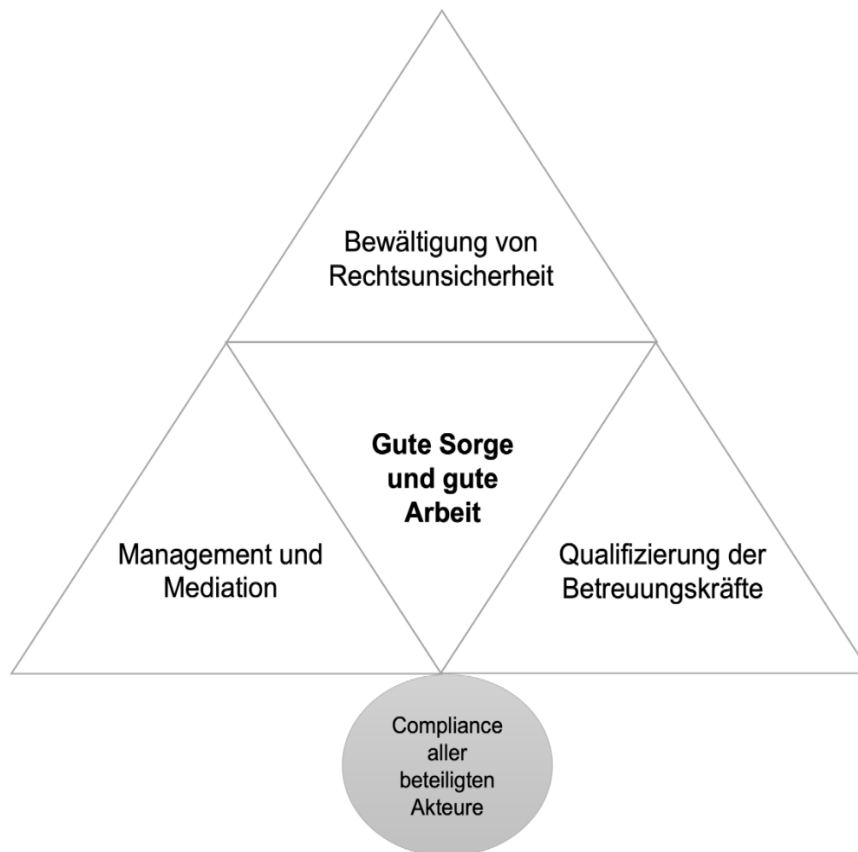 Bewältigung von
Rechtsunsicherheit
Gute Sorge
und gute
Arbeit
Management und
Mediation
Qualifizierung der
Betreuungskräfte
Compliance
aller
beteiligten
Akteure